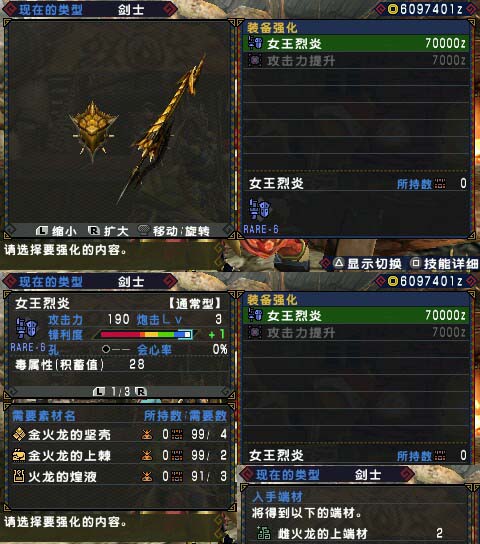 现在的类型 剑士
6097401z
装备强化
女王烈炎 70000z
攻击力提升 7000z
女王烈炎 所持数 0
RARE-6
L 缩小 R 扩大 移动/旋转
请选择要强化的内容。
△显示切换 □技能详细
现在的类型 剑士
6097401z
女王烈炎 【通常型】
攻击力 190 炮击Lv 3
锋利度 +1
RARE-6 孔 ○── 会心率 0%
毒属性(积蓄值) 28
L 1/3 R
需要素材名 所持数/需要数
金火龙的坚壳 0 99/ 4
金火龙的上棘 0 99/ 2
火龙的煌液 0 91/ 3
请选择要强化的内容。
装备强化
女王烈炎 70000z
攻击力提升 7000z
女王烈炎 所持数 0
现在的类型 剑士
入手端材
将得到以下的端材。
雌火龙的上端材 2